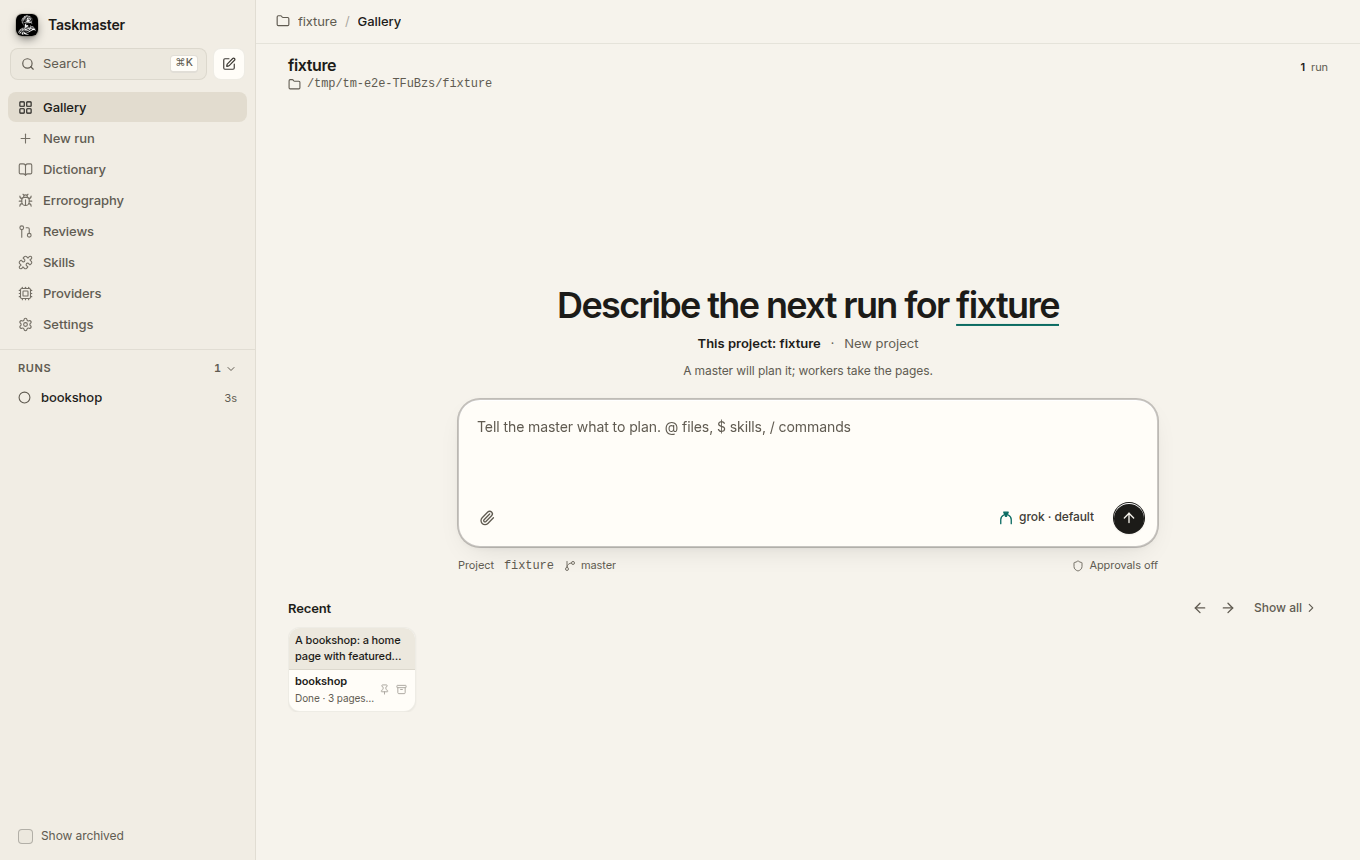 Taskmaster
Search ⌘K
Gallery
New run
Dictionary
Errorography
Reviews
Skills
Providers
Settings
RUNS 1
bookshop 3s
Show archived
fixture / Gallery
fixture
/tmp/tm-e2e-TFuBzs/fixture
1 run
Describe the next run for fixture
This project: fixture · New project
A master will plan it; workers take the pages.
Tell the master what to plan. @ files, $ skills, / commands
grok · default
Project fixture master
Approvals off
Recent
Show all
A bookshop: a home
page with featured...
bookshop
Done · 3 pages...